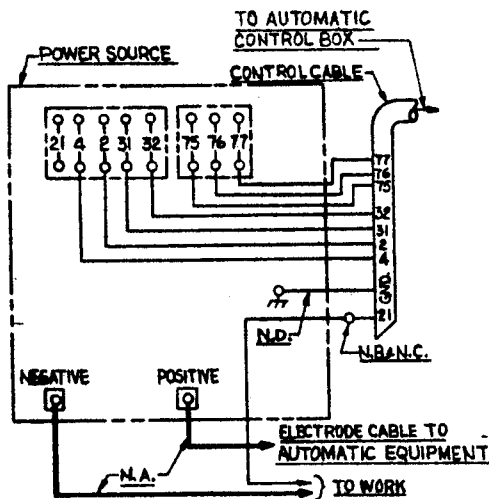 TO AUTOMATIC
CONTROL BOX
POWER SOURCE
CONTROL CABLE
21 4 2 31 32 75 76 77
77
76
75
32
31
2
4
GND
21
N.D.
N.B.&N.C.
NEGATIVE
POSITIVE
ELECTRODE CABLE TO
AUTOMATIC EQUIPMENT
N.A.
TO WORK